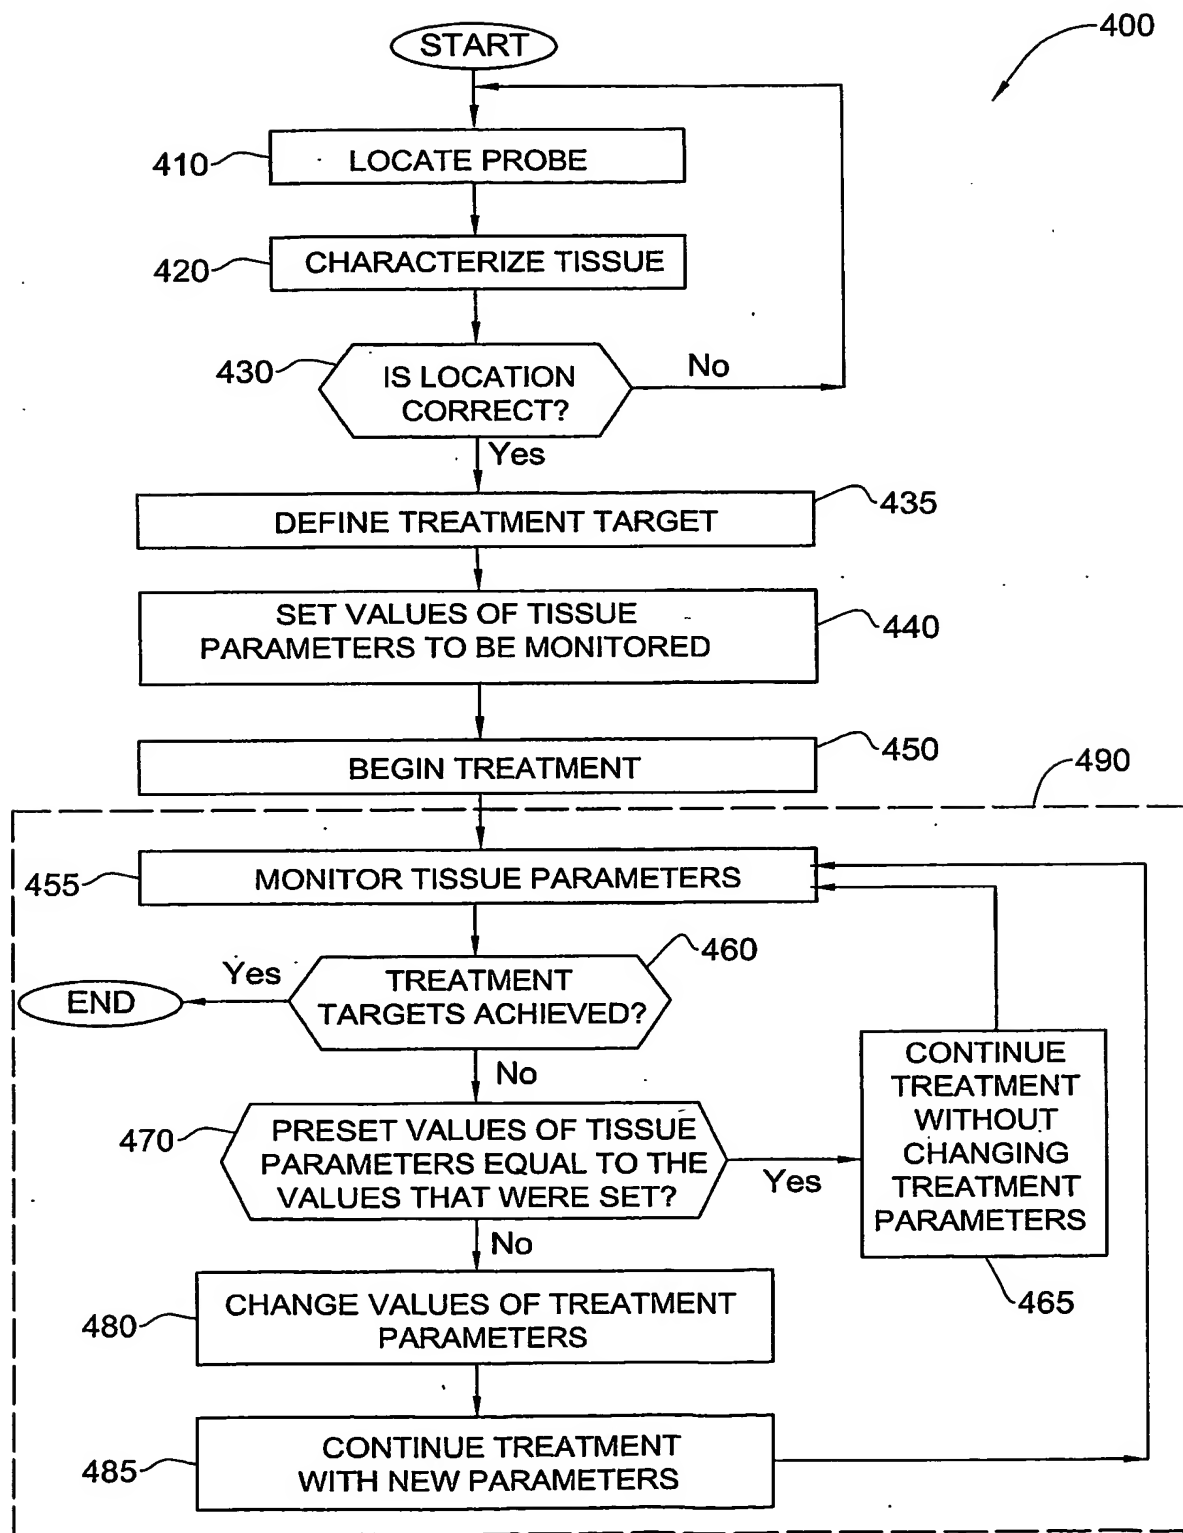 START
400
410
LOCATE PROBE
420
CHARACTERIZE TISSUE
430
IS LOCATION
CORRECT?
No
Yes
DEFINE TREATMENT TARGET
435
SET VALUES OF TISSUE
PARAMETERS TO BE MONITORED
440
BEGIN TREATMENT
450
490
455
MONITOR TISSUE PARAMETERS
460
TREATMENT
TARGETS ACHIEVED?
Yes
END
No
470
PRESET VALUES OF TISSUE
PARAMETERS EQUAL TO THE
VALUES THAT WERE SET?
Yes
CONTINUE
TREATMENT
WITHOUT
CHANGING
TREATMENT
PARAMETERS
465
No
480
CHANGE VALUES OF TREATMENT
PARAMETERS
485
CONTINUE TREATMENT
WITH NEW PARAMETERS